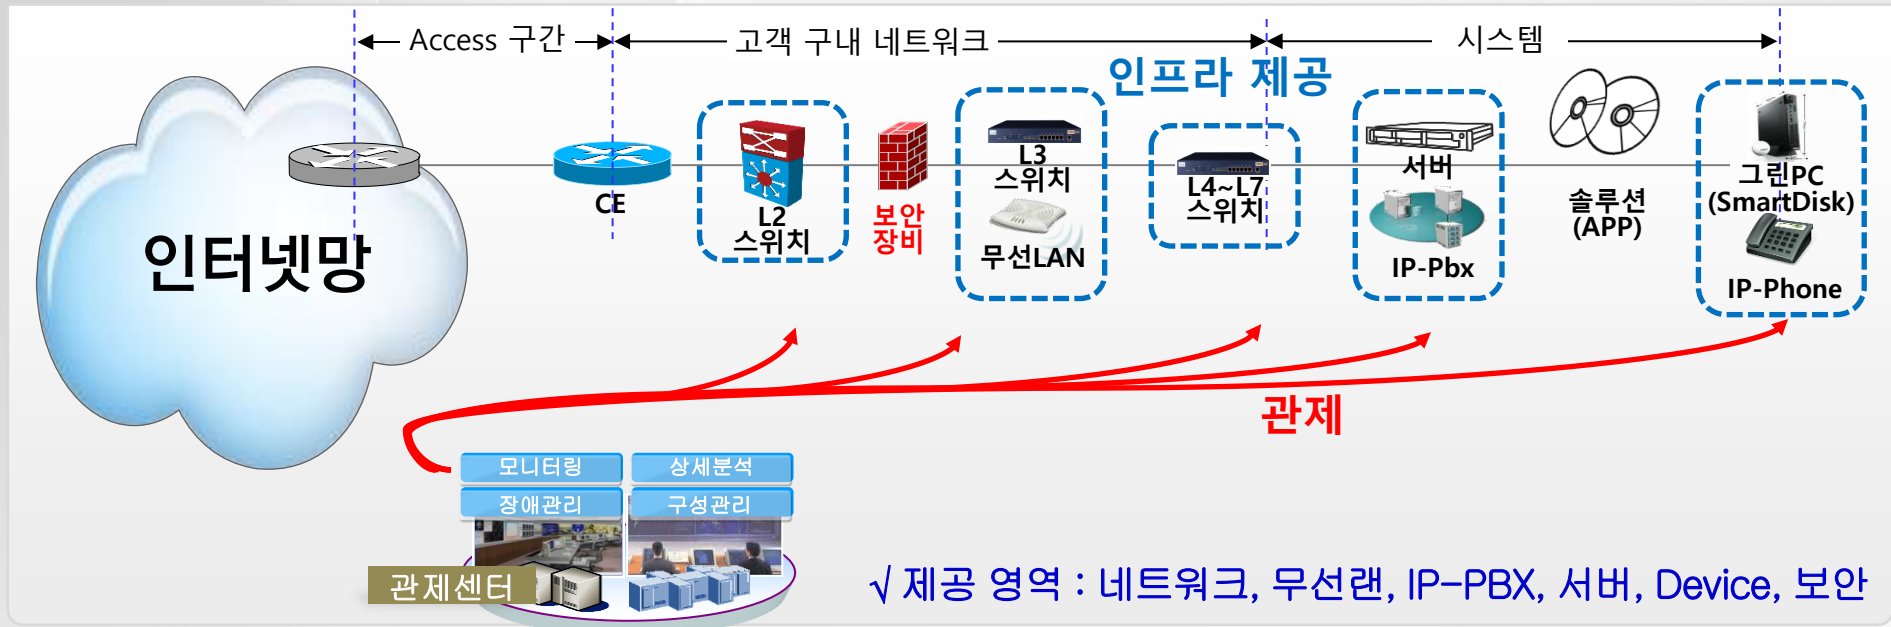 Access 구간
고객 구내 네트워크
시스템
인프라 제공
인터넷망
CE
L2
스위치
보안
장비
L3
스위치
무선LAN
L4~L7
스위치
서버
IP-Pbx
솔루션
(APP)
그린PC
(SmartDisk)
IP-Phone
관제
모니터링
상세분석
장애관리
구성관리
관제센터
√ 제공 영역 : 네트워크, 무선랜, IP-PBX, 서버, Device, 보안